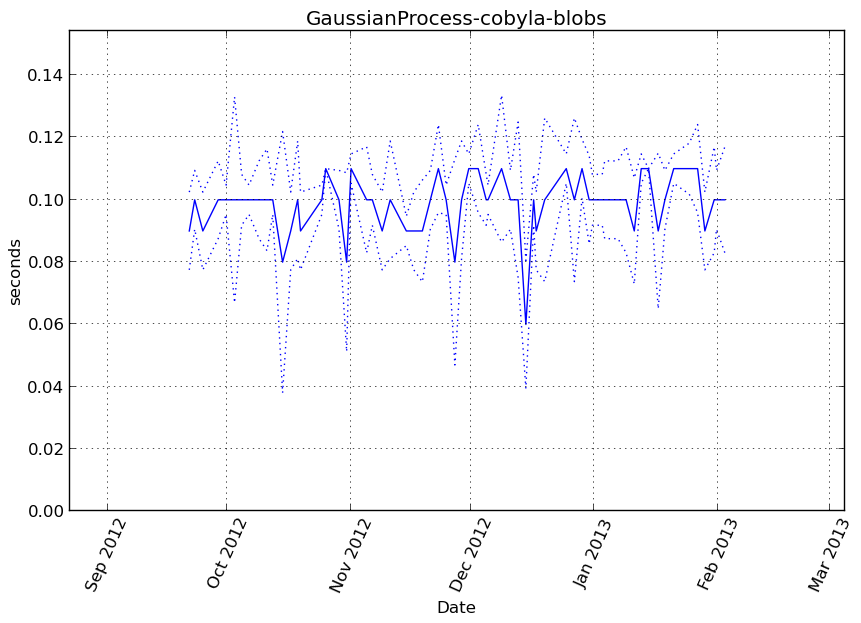 GaussianProcess-cobyla-blobs
0.14
0.12
0.10
0.08
0.06
0.04
0.02
0.00
seconds
Sep 2012
Oct 2012
Nov 2012
Dec 2012
Jan 2013
Feb 2013
Mar 2013
Date